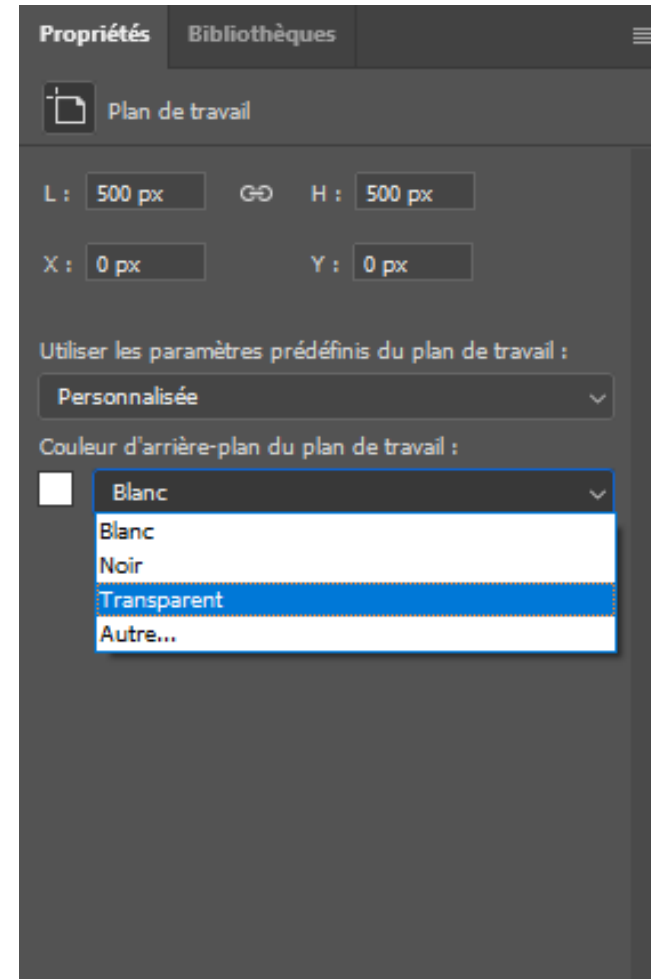 Propriétés Bibliothèques
Plan de travail
L : 500 px H : 500 px
X : 0 px Y : 0 px
Utiliser les paramètres prédéfinis du plan de travail :
Personnalisée
Couleur d'arrière-plan du plan de travail :
Blanc
Blanc
Noir
Transparent
Autre...